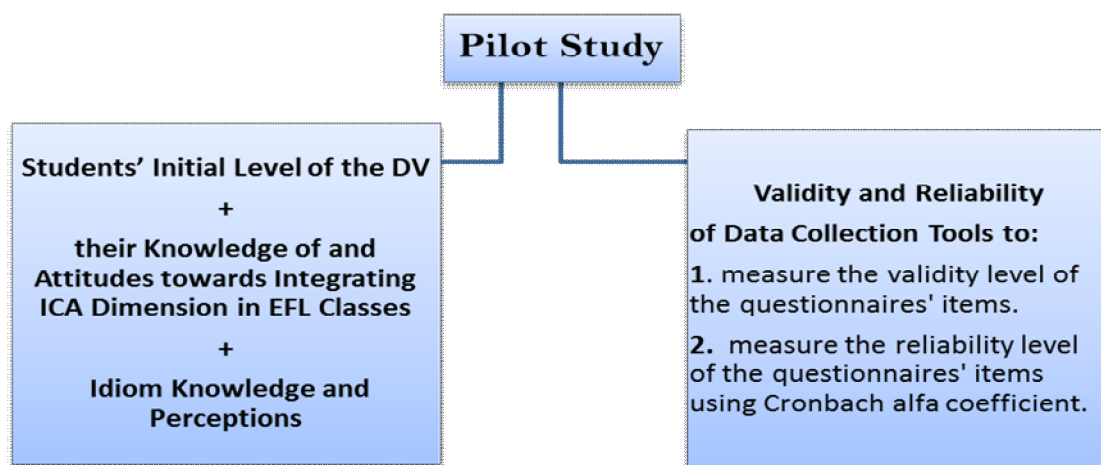 Pilot Study
Students’ Initial Level of the DV
+
their Knowledge of and
Attitudes towards Integrating
ICA Dimension in EFL Classes
+
Idiom Knowledge and
Perceptions
Validity and Reliability
of Data Collection Tools to:
1. measure the validity level of
the questionnaires' items.
2. measure the reliability level
of the questionnaires' items
using Cronbach alfa coefficient.